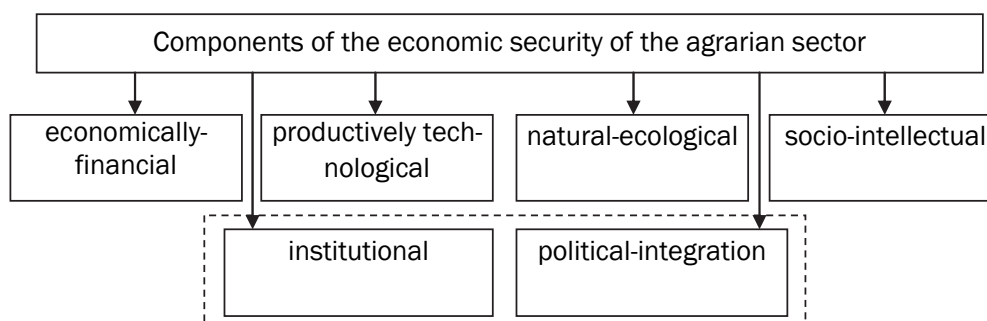 Components of the economic security of the agrarian sector
economically-
financial
productively tech-
nological
natural-ecological
socio-intellectual
institutional
political-integration